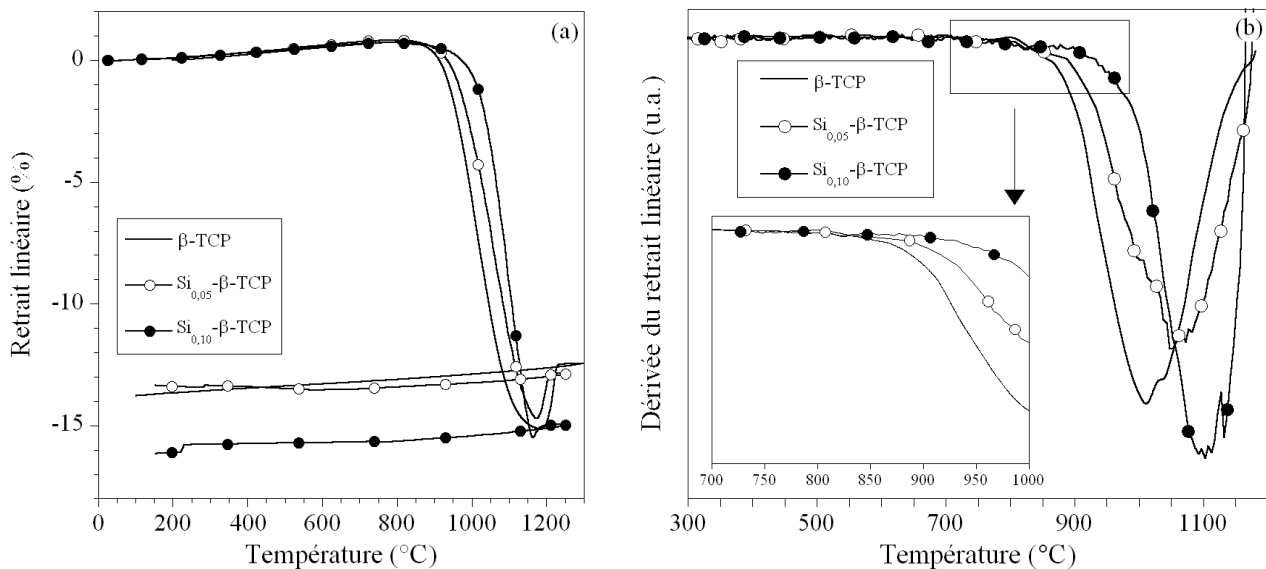 (a)
Retrait linéaire (%)
0
-5
-10
-15
β-TCP
Si0,05-β-TCP
Si0,10-β-TCP
0 200 400 600 800 1000 1200
Température (°C)
(b)
Dérivée du retrait linéaire (u.a.)
β-TCP
Si0,05-β-TCP
Si0,10-β-TCP
700 750 800 850 900 950 1000
300 500 700 900 1100
Température (°C)